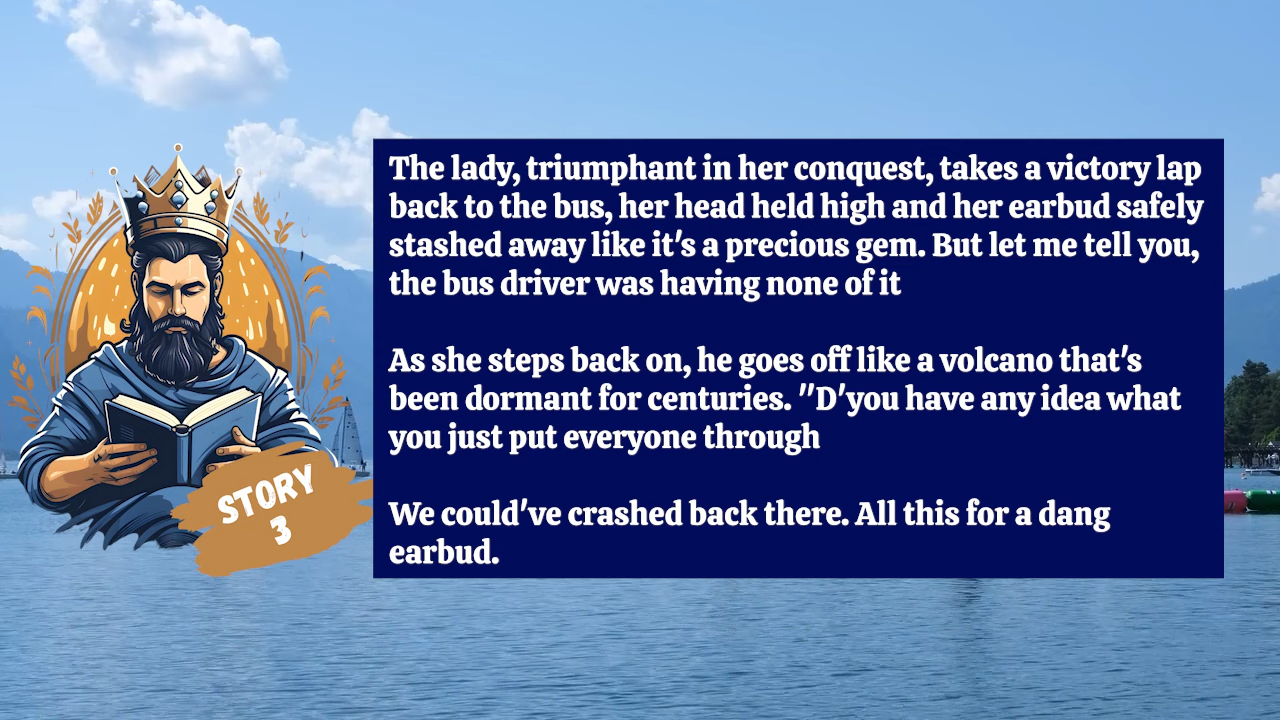 The lady, triumphant in her conquest, takes a victory lap
back to the bus, her head held high and her earbud safely
stashed away like it's a precious gem. But let me tell you,
the bus driver was having none of it
As she steps back on, he goes off like a volcano that's
been dormant for centuries. "D'you have any idea what
you just put everyone through
We could've crashed back there. All this for a dang
earbud.
STORY
3